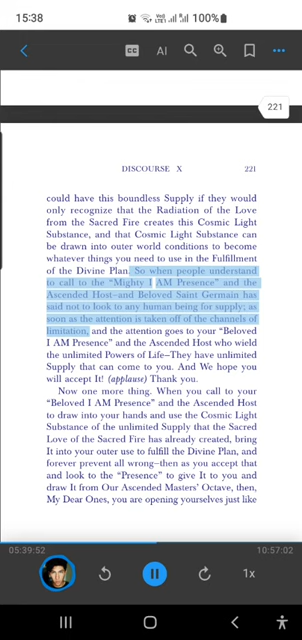 15:38
100%
CC AI
221
DISCOURSE X 221
could have this boundless Supply if they would
only recognize that the Radiation of the Love
from the Sacred Fire creates this Cosmic Light
Substance, and that Cosmic Light Substance can
be drawn into outer world conditions to become
whatever things you need to use in the Fulfillment
of the Divine Plan. So when people understand
to call to the “Mighty I AM Presence” and the
Ascended Host–and Beloved Saint Germain has
said not to look to any human being for supply; as
soon as the attention is taken off of the channels of
limitation, and the attention goes to your “Beloved
I AM Presence” and the Ascended Host who wield
the unlimited Powers of Life–They have unlimited
Supply that can come to you. And We hope you
will accept It! (applause) Thank you.
Now one more thing. When you call to your
“Beloved I AM Presence” and the Ascended Host
to draw into your hands and use the Cosmic Light
Substance of the unlimited Supply that the Sacred
Love of the Sacred Fire has already created, bring
It into your outer use to fulfill the Divine Plan, and
forever prevent all wrong–then as you accept that
and look to the “Presence” to give It to you and
draw It from Our Ascended Masters’ Octave, then,
My Dear Ones, you are opening yourselves just like
05:39:52 10:57:02
1x